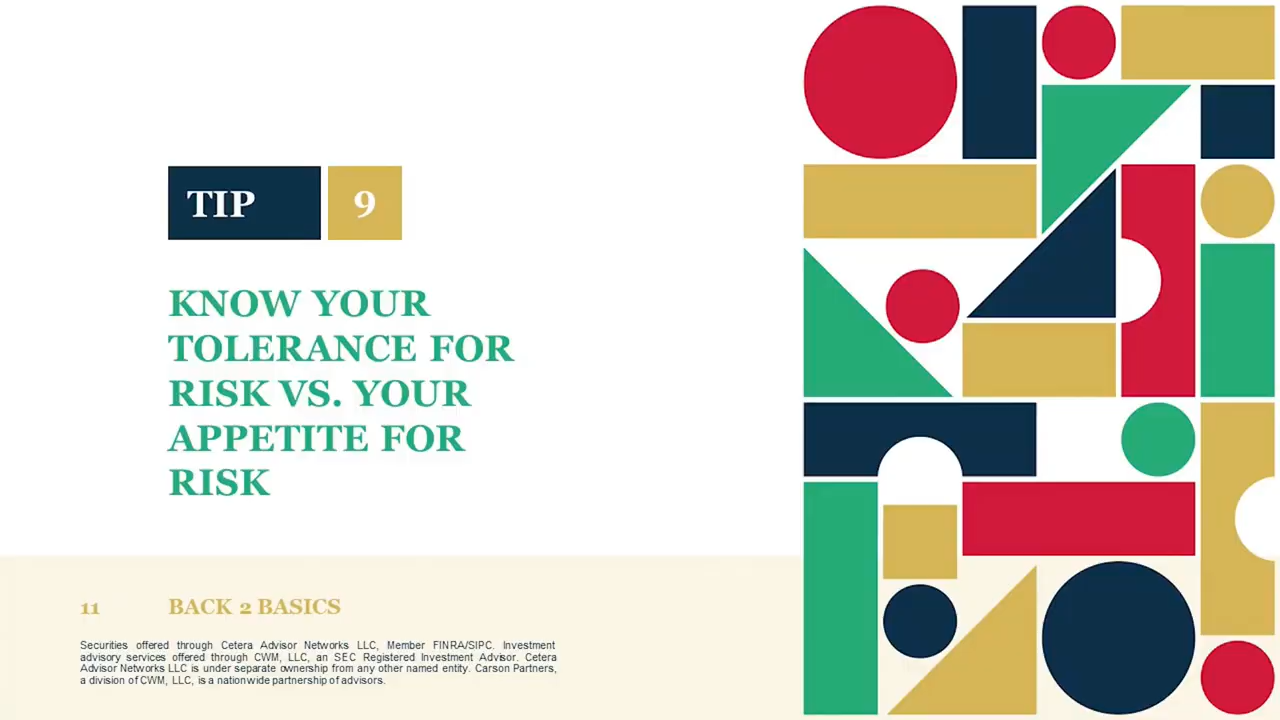 TIP 9
KNOW YOUR
TOLERANCE FOR
RISK VS. YOUR
APPETITE FOR
RISK
11 BACK 2 BASICS
Securities offered through Cetera Advisor Networks LLC, Member FINRA/SIPC. Investment
advisory services offered through CWM, LLC, an SEC Registered Investment Advisor. Cetera
Advisor Networks LLC is under separate ownership from any other named entity. Carson Partners,
a division of CWM, LLC, is a nationwide partnership of advisors.